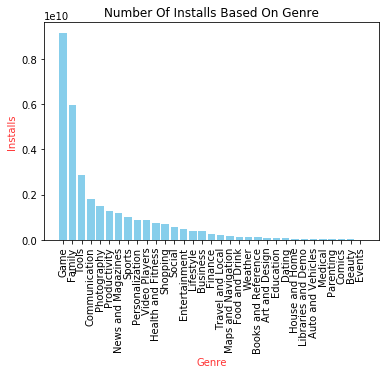 Number Of Installs Based On Genre
1e10
Installs
0.8
0.6
0.4
0.2
0.0
Game
Family
Tools
Communication
Photography
Productivity
News and Magazines
Sports
Personalization
Video Players
Health and Fitness
Shopping
Social
Entertainment
Lifestyle
Business
Finance
Travel and Local
Maps and Navigation
Food and Drink
Weather
Books and Reference
Art and Design
Education
Dating
House and Home
Libraries and Demo
Auto and Vehicles
Medical
Parenting
Comics
Beauty
Events
Genre